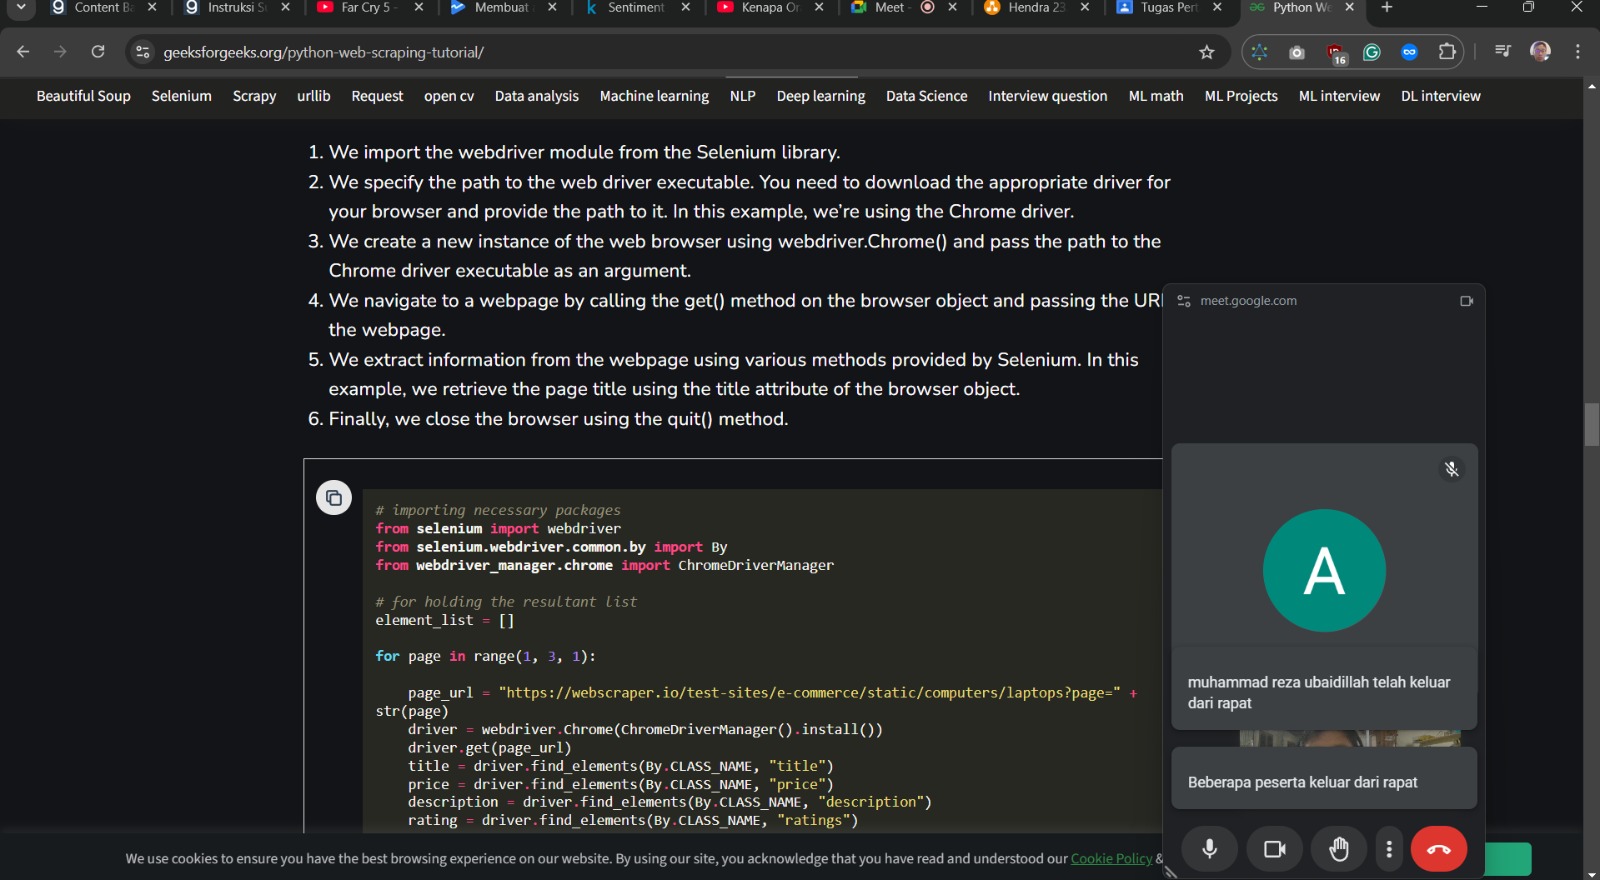 Content Ba
Instruksi S
Far Cry 5 -
Membuat
Sentiment
Kenapa Or
Meet -
Hendra 23
Tugas Pert
Python We
geeksforgeeks.org/python-web-scraping-tutorial/
16
Beautiful Soup Selenium Scrapy urllib Request open cv Data analysis Machine learning NLP Deep learning Data Science Interview question ML math ML Projects ML interview DL interview
1. We import the webdriver module from the Selenium library.
2. We specify the path to the web driver executable. You need to download the appropriate driver for
your browser and provide the path to it. In this example, we’re using the Chrome driver.
3. We create a new instance of the web browser using webdriver.Chrome() and pass the path to the
Chrome driver executable as an argument.
4. We navigate to a webpage by calling the get() method on the browser object and passing the URL
the webpage.
5. We extract information from the webpage using various methods provided by Selenium. In this
example, we retrieve the page title using the title attribute of the browser object.
6. Finally, we close the browser using the quit() method.
# importing necessary packages
from selenium import webdriver
from selenium.webdriver.common.by import By
from webdriver_manager.chrome import ChromeDriverManager
# for holding the resultant list
element_list = []
for page in range(1, 3, 1):
page_url = "https://webscraper.io/test-sites/e-commerce/static/computers/laptops?page=" +
str(page)
driver = webdriver.Chrome(ChromeDriverManager().install())
driver.get(page_url)
title = driver.find_elements(By.CLASS_NAME, "title")
price = driver.find_elements(By.CLASS_NAME, "price")
description = driver.find_elements(By.CLASS_NAME, "description")
rating = driver.find_elements(By.CLASS_NAME, "ratings")
We use cookies to ensure you have the best browsing experience on our website. By using our site, you acknowledge that you have read and understood our Cookie Policy &
meet.google.com
A
muhammad reza ubaidillah telah keluar
dari rapat
Beberapa peserta keluar dari rapat